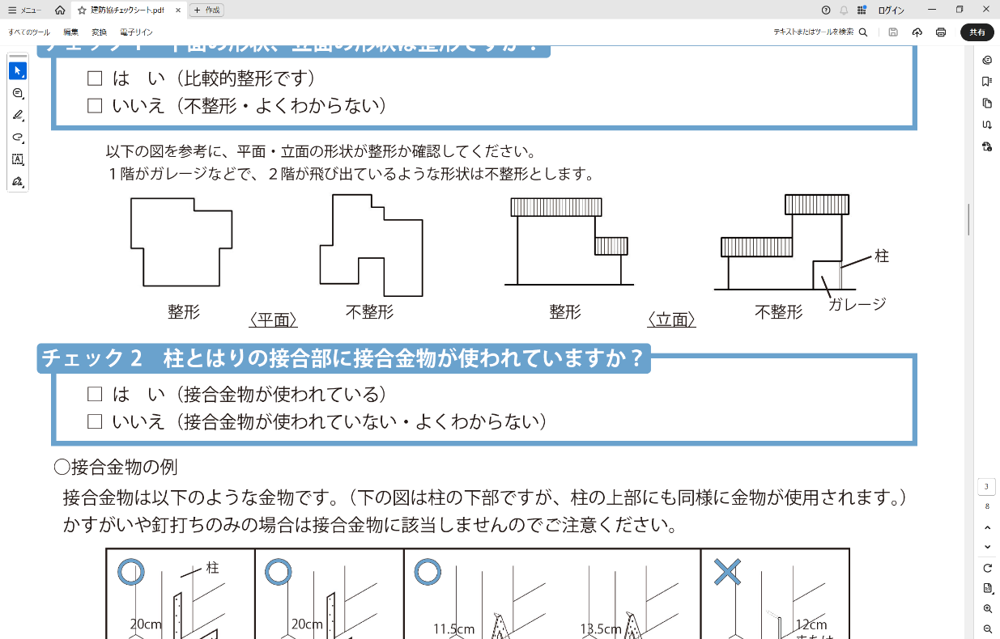 メニュー
建防協チェックシート.pdf
作成
ログイン
すべてのツール 編集 変換 電子サイン
テキストまたはツールを検索
共有
チェック 1 平面の形状、立面の形状は整形ですか？
□ は い（比較的整形です）
□ いいえ（不整形・よくわからない）
以下の図を参考に、平面・立面の形状が整形か確認してください。
１階がガレージなどで、２階が飛び出ているような形状は不整形とします。
柱
ガレージ
整形 〈平面〉 不整形 整形 〈立面〉 不整形
チェック 2 柱とはりの接合部に接合金物が使われていますか？
□ は い（接合金物が使われている）
□ いいえ（接合金物が使われていない・よくわからない）
○接合金物の例
接合金物は以下のような金物です。（下の図は柱の下部ですが、柱の上部にも同様に金物が使用されます。）
かすがいや釘打ちのみの場合は接合金物に該当しませんのでご注意ください。
柱
20cm 20cm 11.5cm 13.5cm 12cm
または
3
8